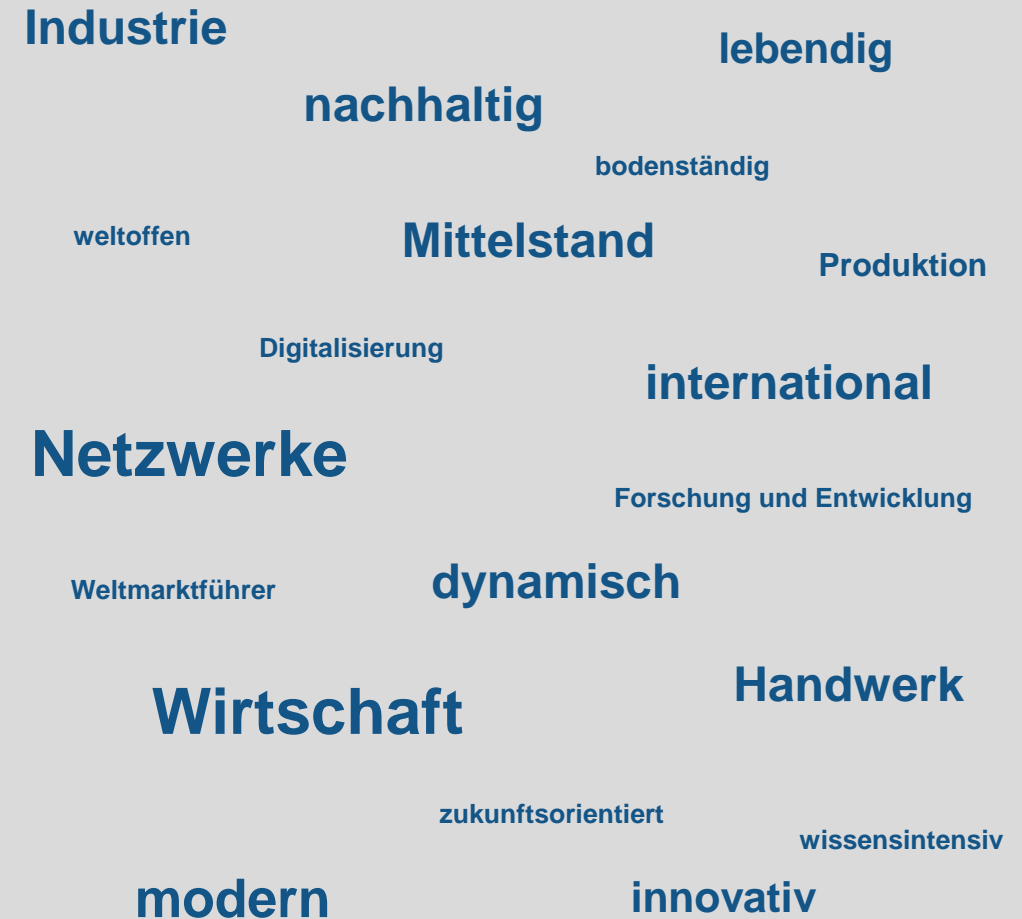 Industrie
lebendig
nachhaltig
bodenständig
weltoffen
Mittelstand
Produktion
Digitalisierung
international
Netzwerke
Forschung und Entwicklung
Weltmarktführer
dynamisch
Handwerk
Wirtschaft
zukunftsorientiert
wissensintensiv
modern
innovativ